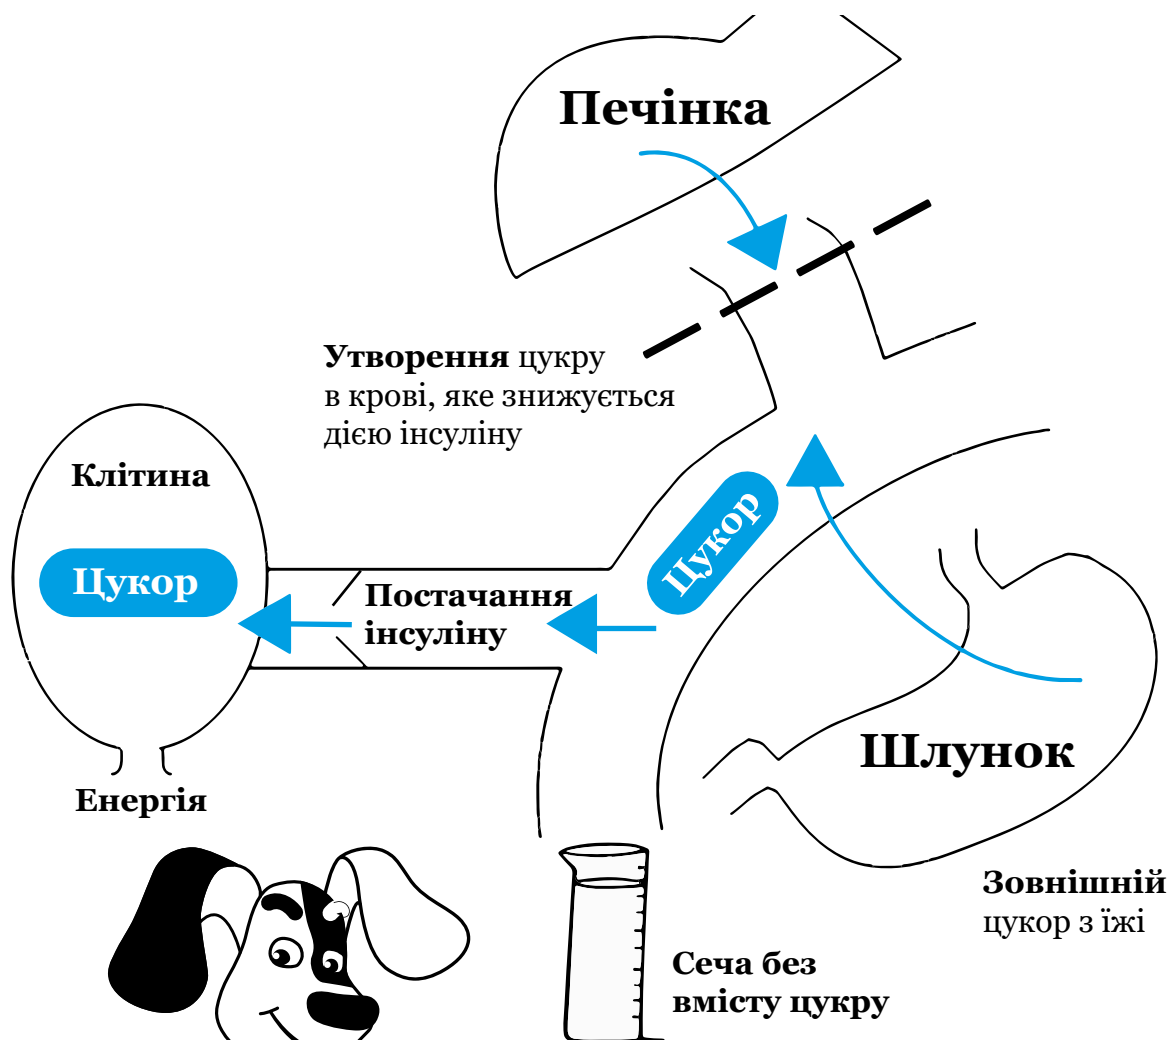 Печінка
Утворення цукру
в крові, яке знижується
дією інсуліну
Клітина
Цукор
Цукор
Постачання
інсуліну
Шлунок
Енергія
Зовнішній
цукор з їжі
Сеча без
вмісту цукру